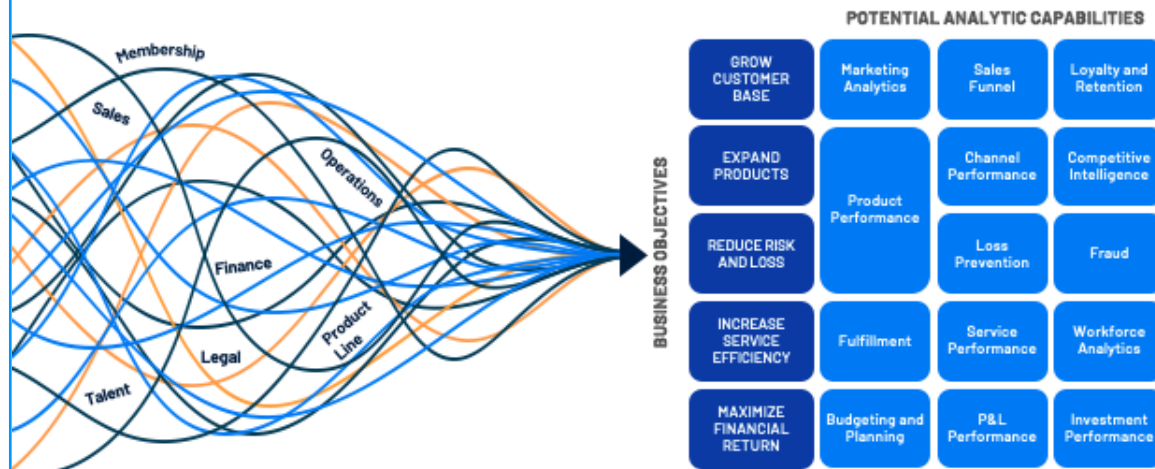 Membership
Sales
Operations
Finance
Product
Line
Legal
Talent
POTENTIAL ANALYTIC CAPABILITIES
BUSINESS OBJECTIVES
GROW
CUSTOMER
BASE
Marketing
Analytics
Sales
Funnel
Loyalty and
Retention
EXPAND
PRODUCTS
Product
Performance
Channel
Performance
Competitive
Intelligence
REDUCE RISK
AND LOSS
Loss
Prevention
Fraud
INCREASE
SERVICE
EFFICIENCY
Fulfillment
Service
Performance
Workforce
Analytics
MAXIMIZE
FINANCIAL
RETURN
Budgeting and
Planning
P&L
Performance
Investment
Performance